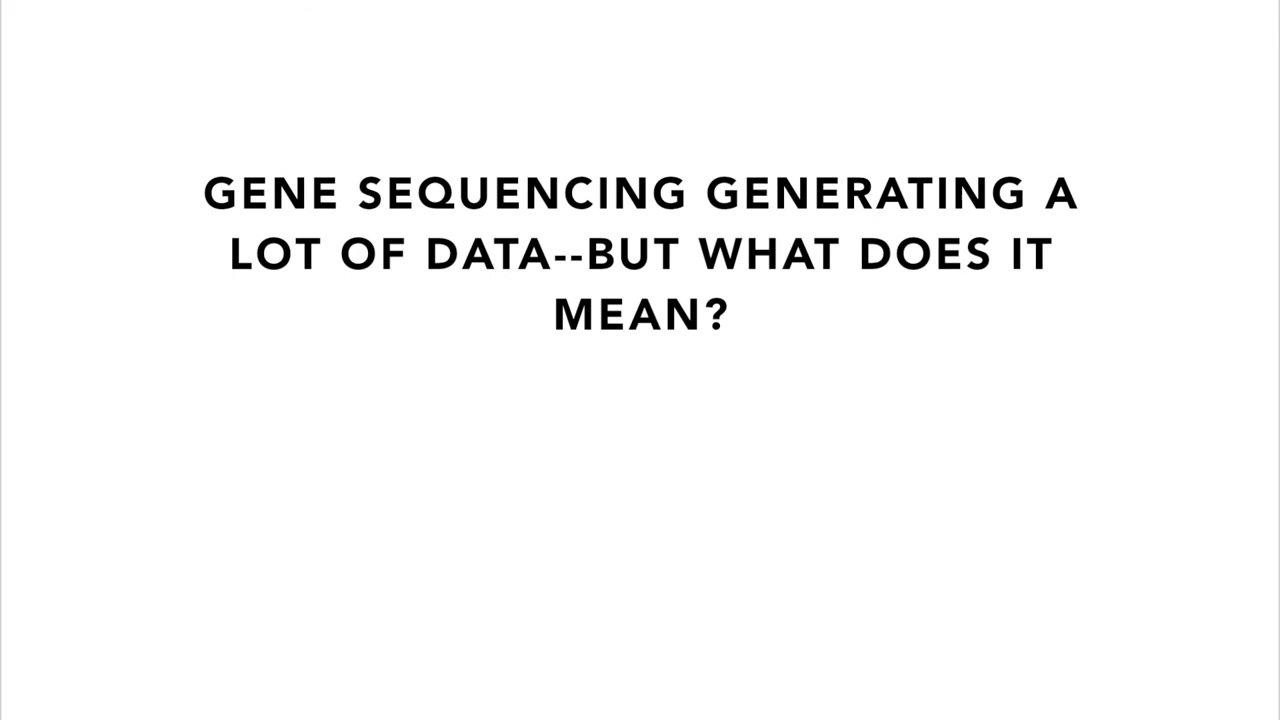 GENE SEQUENCING GENERATING A
LOT OF DATA--BUT WHAT DOES IT
MEAN?